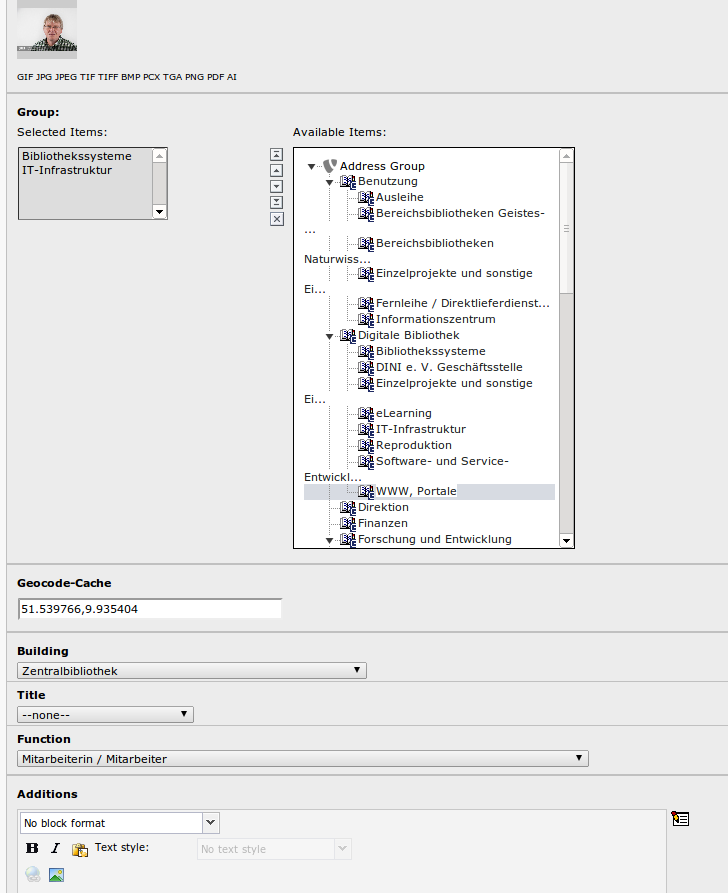 GIF JPG JPEG TIF TIFF BMP PCX TGA PNG PDF AI
Group:
Selected Items:
Available Items:
Bibliothekssysteme
IT-Infrastruktur
Address Group
Benutzung
Ausleihe
Bereichsbibliotheken Geistes-
...
Bereichsbibliotheken
Naturwiss...
Einzelprojekte und sonstige
Ei...
Fernleihe / Direktlieferdienst...
Informationszentrum
Digitale Bibliothek
Bibliothekssysteme
DINI e. V. Geschäftsstelle
Einzelprojekte und sonstige
Ei...
eLearning
IT-Infrastruktur
Reproduktion
Software- und Service-
Entwickl...
WWW, Portale
Direktion
Finanzen
Forschung und Entwicklung
Geocode-Cache
51.539766,9.935404
Building
Zentralbibliothek
Title
--none--
Function
Mitarbeiterin / Mitarbeiter
Additions
No block format
B I Text style: No text style